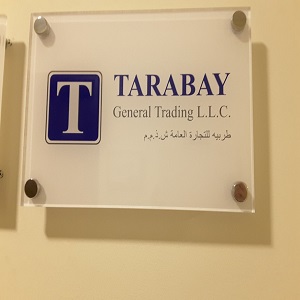 T
TARABAY
General Trading L.L.C.
طربيه للتجارة العامة ش.ذ.م.م